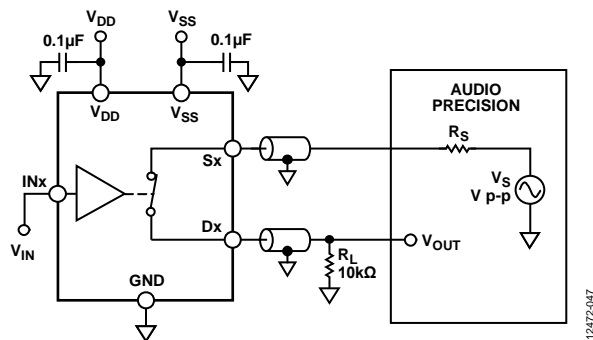 VDD
VSS
0.1µF
0.1µF
VDD
VSS
AUDIO
PRECISION
RS
Sx
VS
V p-p
INx
VIN
Dx
VOUT
RL
10kΩ
GND
12472-047